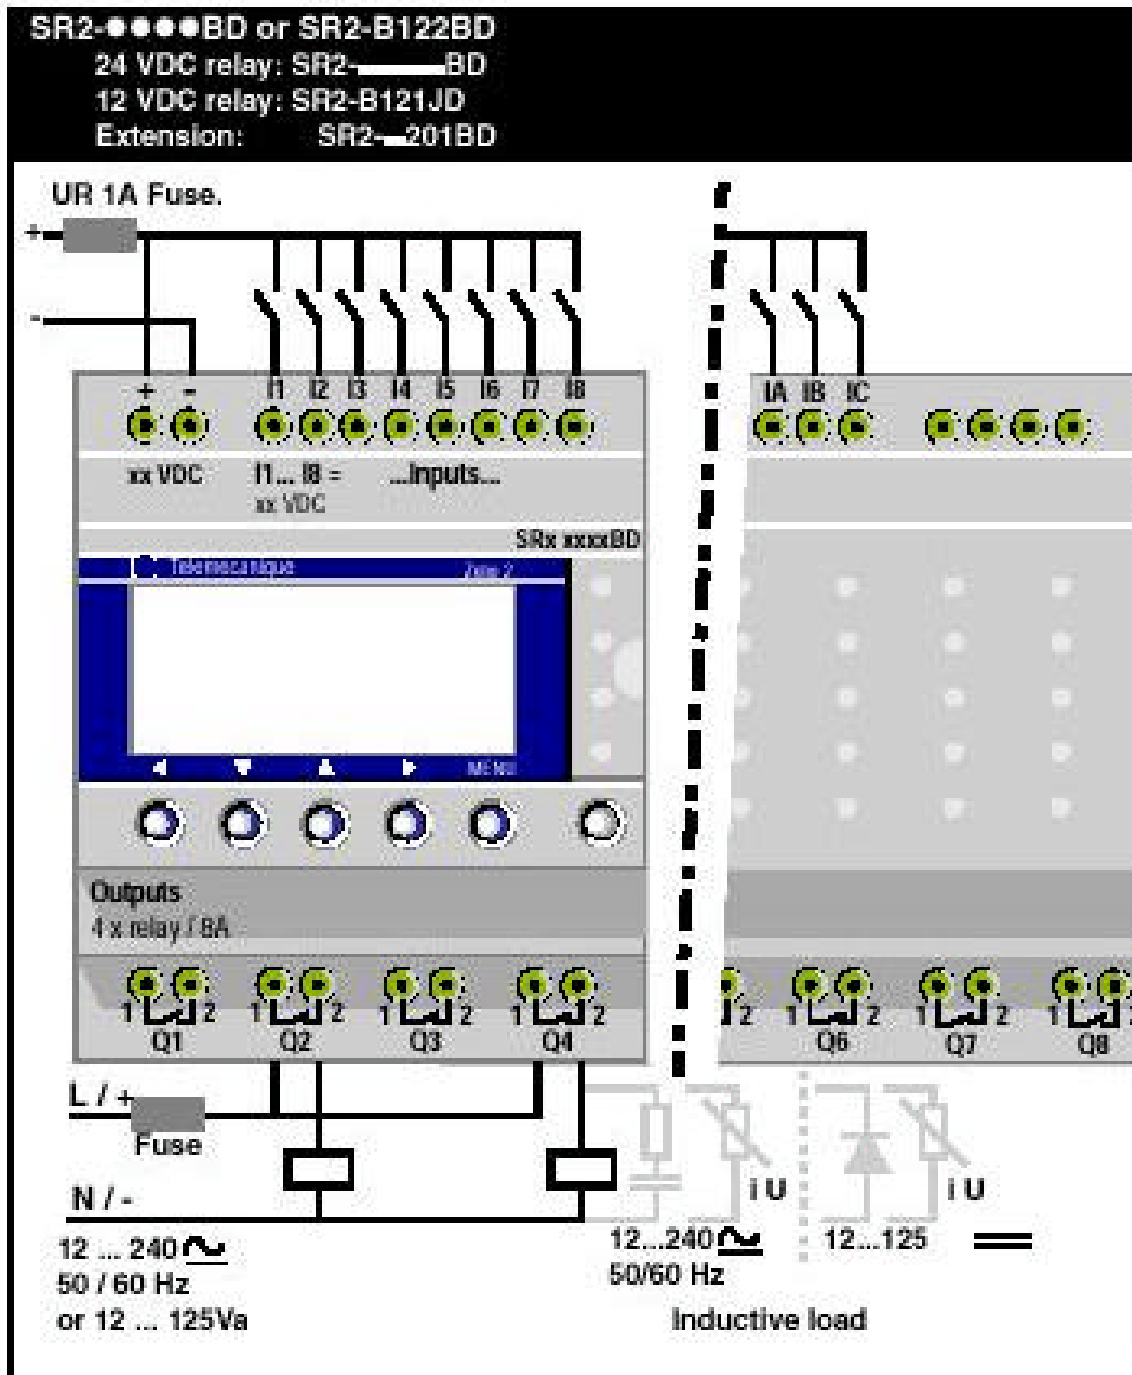 SR2-●●●●BD or SR2-B122BD
24 VDC relay: SR2-▬▬▬BD
12 VDC relay: SR2-B121JD
Extension: SR2-▬201BD
UR 1A Fuse.
+
-
+ - I1 I2 I3 I4 I5 I6 I7 I8
IA IB IC
xx VDC I1... I8 = ...Inputs...
xx VDC
SRx xxxxBD
Telemecanique Zelio 2
MENU
Outputs
4 x relay / 8A
1 2 1 2 1 2 1 2
Q1 Q2 Q3 Q4
2 1 2 1 2 1 2
Q6 Q7 Q8
L / +
Fuse
N / -
12 ... 240
50 / 60 Hz
or 12 ... 125Va
i U
i U
12...240
50/60 Hz
12...125
Inductive load